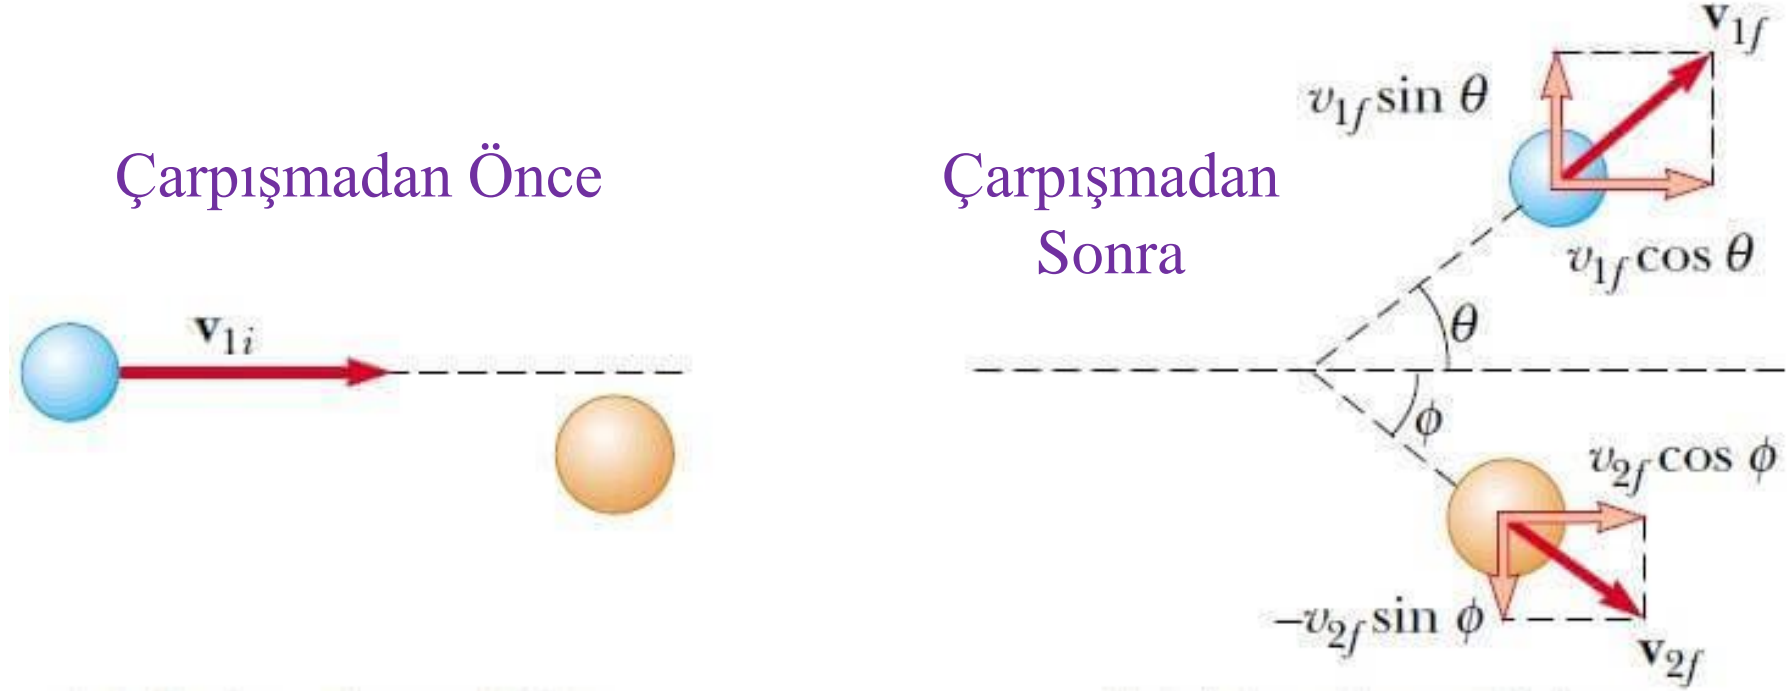 Çarpışmadan Önce
v1i
Çarpışmadan
Sonra
v1f
v1f sin θ
v1f cos θ
θ
ϕ
v2f cos ϕ
–v2f sin ϕ
v2f